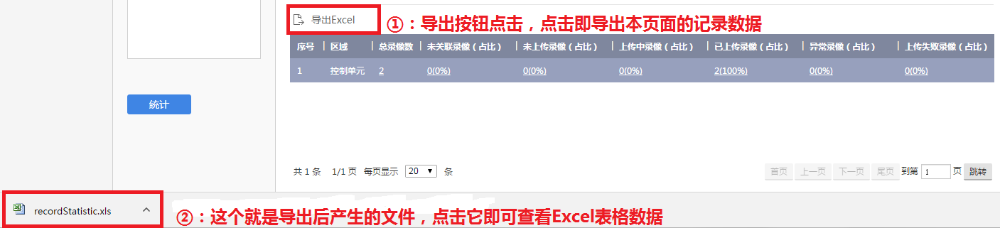 导出Excel
①：导出按钮点击，点击即导出本页面的记录数据
序号 区域 总录像数 未关联录像（占比） 未上传录像（占比） 上传中录像（占比） 已上传录像（占比） 异常录像（占比） 上传失败录像（占比）
1 控制单元 2 0(0%) 0(0%) 0(0%) 2(100%) 0(0%) 0(0%)
统计
共 1 条 1/1 页 每页显示 20 条 首页 上一页 下一页 尾页 到第 1 页 跳转
recordStatistic.xls
②：这个就是导出后产生的文件，点击它即可查看Excel表格数据